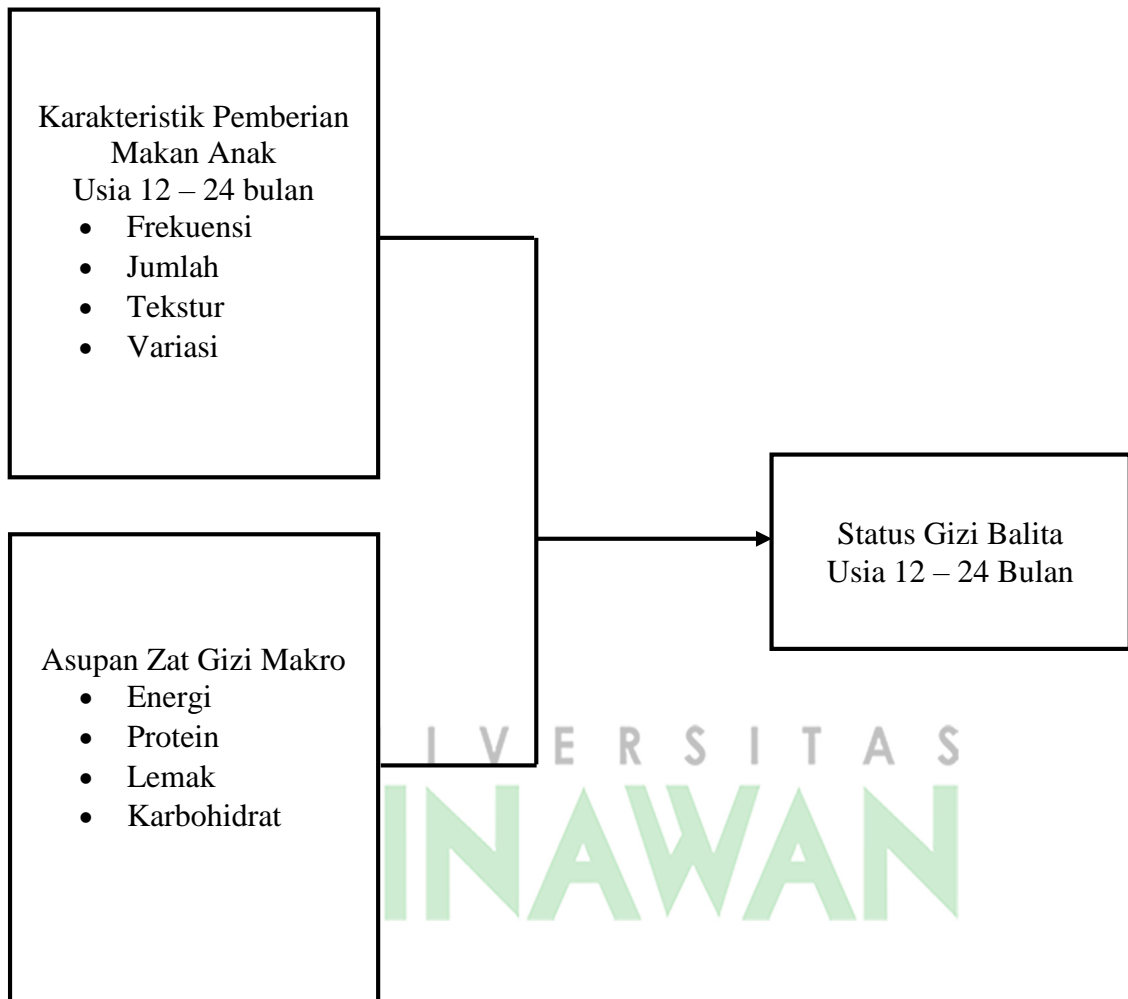 Karakteristik Pemberian
Makan Anak
Usia 12 – 24 bulan
• Frekuensi
• Jumlah
• Tekstur
• Variasi
Status Gizi Balita
Usia 12 – 24 Bulan
Asupan Zat Gizi Makro
• Energi
• Protein
• Lemak
• Karbohidrat
I V E R S I T A S
INAWAN